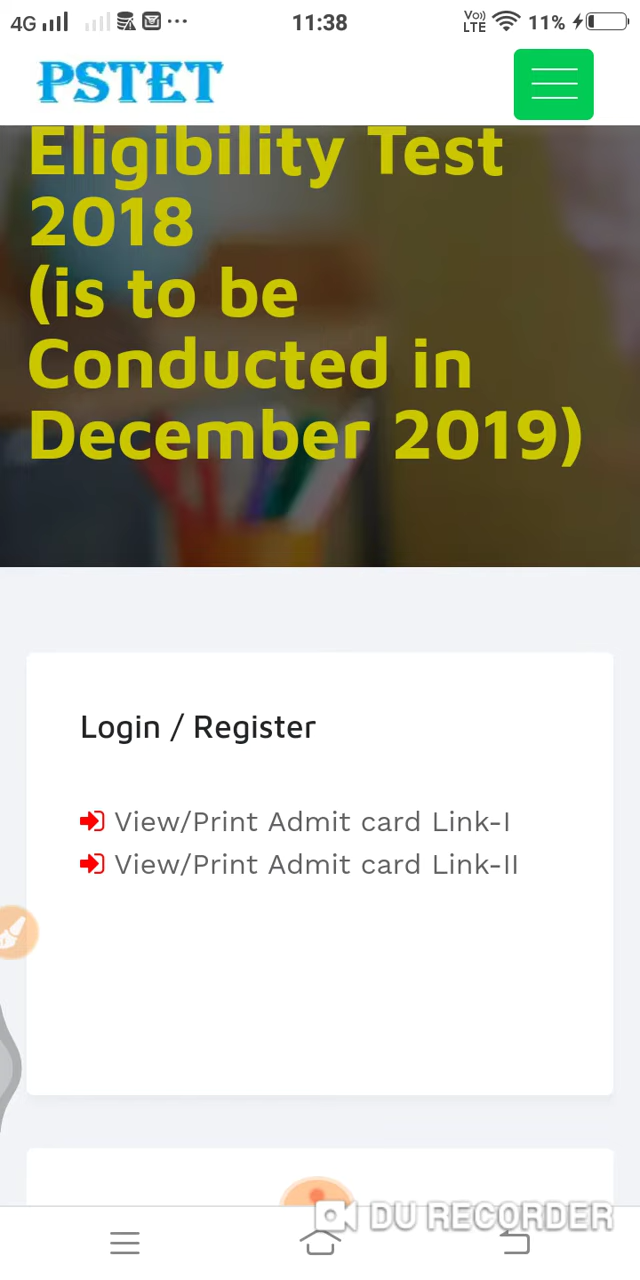 4G 11:38 Vo)) LTE 11%
PSTET
Eligibility Test
2018
(is to be
Conducted in
December 2019)
Login / Register
View/Print Admit card Link-I
View/Print Admit card Link-II
DU RECORDER